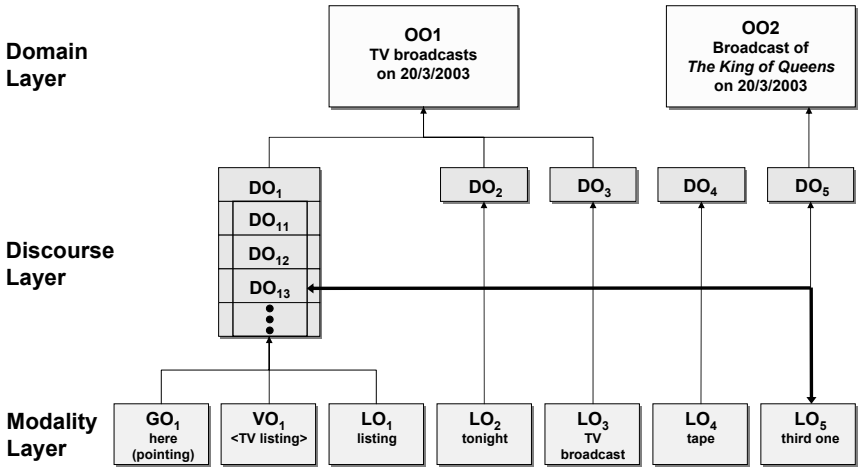 Domain
Layer
OO1
TV broadcasts
on 20/3/2003
OO2
Broadcast of
The King of Queens
on 20/3/2003
Discourse
Layer
DO₁
DO₁₁
DO₁₂
DO₁₃
DO₂
DO₃
DO₄
DO₅
Modality
Layer
GO₁
here
(pointing)
VO₁
<TV listing>
LO₁
listing
LO₂
tonight
LO₃
TV
broadcast
LO₄
tape
LO₅
third one